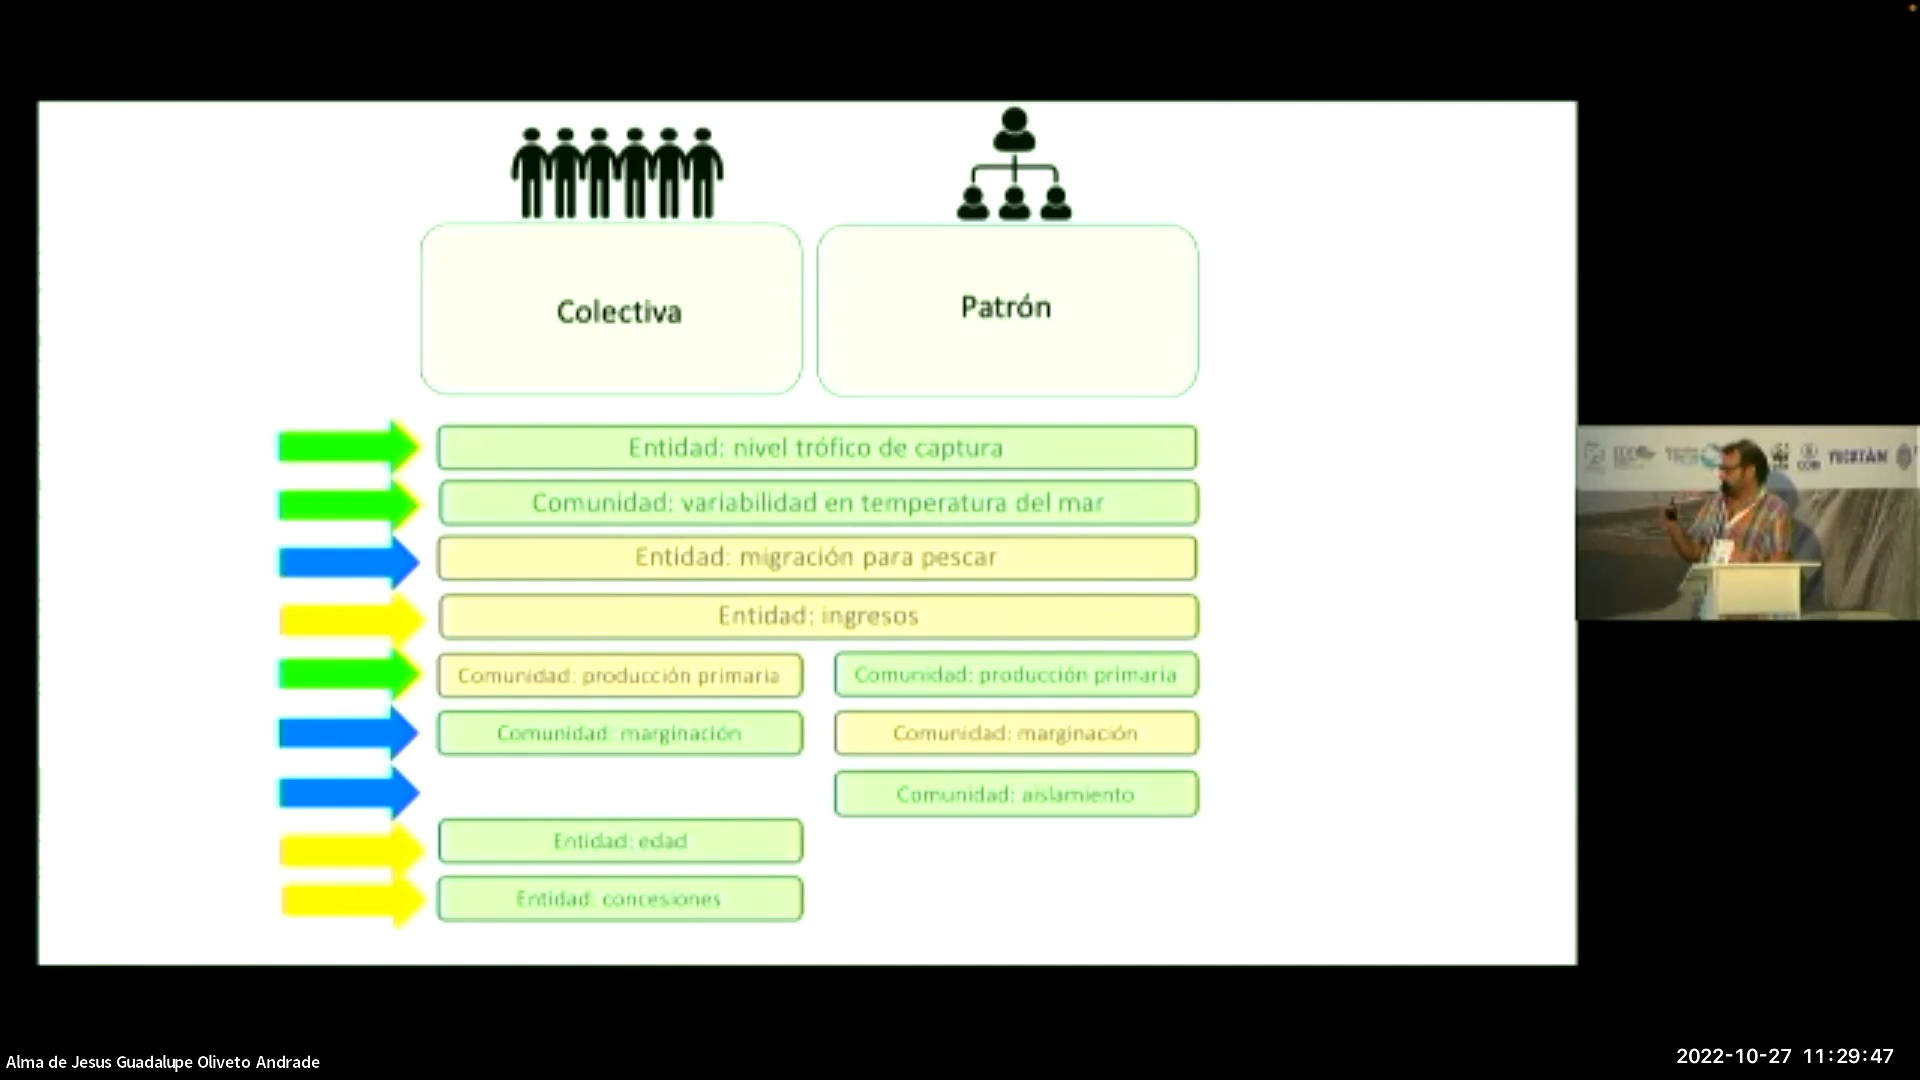 Colectiva
Patrón
Entidad: nivel trófico de captura
Comunidad: variabilidad en temperatura del mar
Entidad: migración para pescar
Entidad: ingresos
Comunidad: producción primaria
Comunidad: producción primaria
Comunidad: marginación
Comunidad: marginación
Comunidad: aislamiento
Entidad: edad
Entidad: concesiones
YUCATÁN
Alma de Jesus Guadalupe Oliveto Andrade
2022-10-27 11:29:47